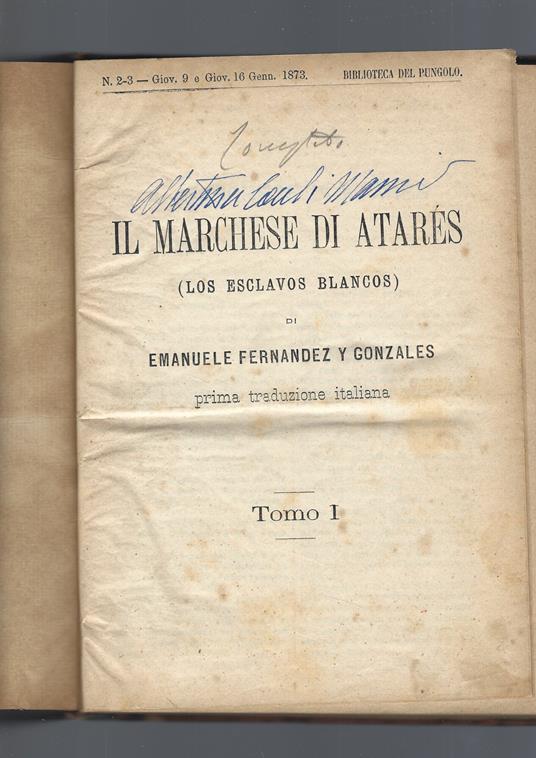 N. 2-3 — Giov. 9 e Giov. 16 Genn. 1873. BIBLIOTECA DEL PUNGOLO.
Completo
IL MARCHESE DI ATARÉS
(LOS ESCLAVOS BLANCOS)
DI
EMANUELE FERNANDEZ Y GONZALES
prima traduzione italiana
Tomo I